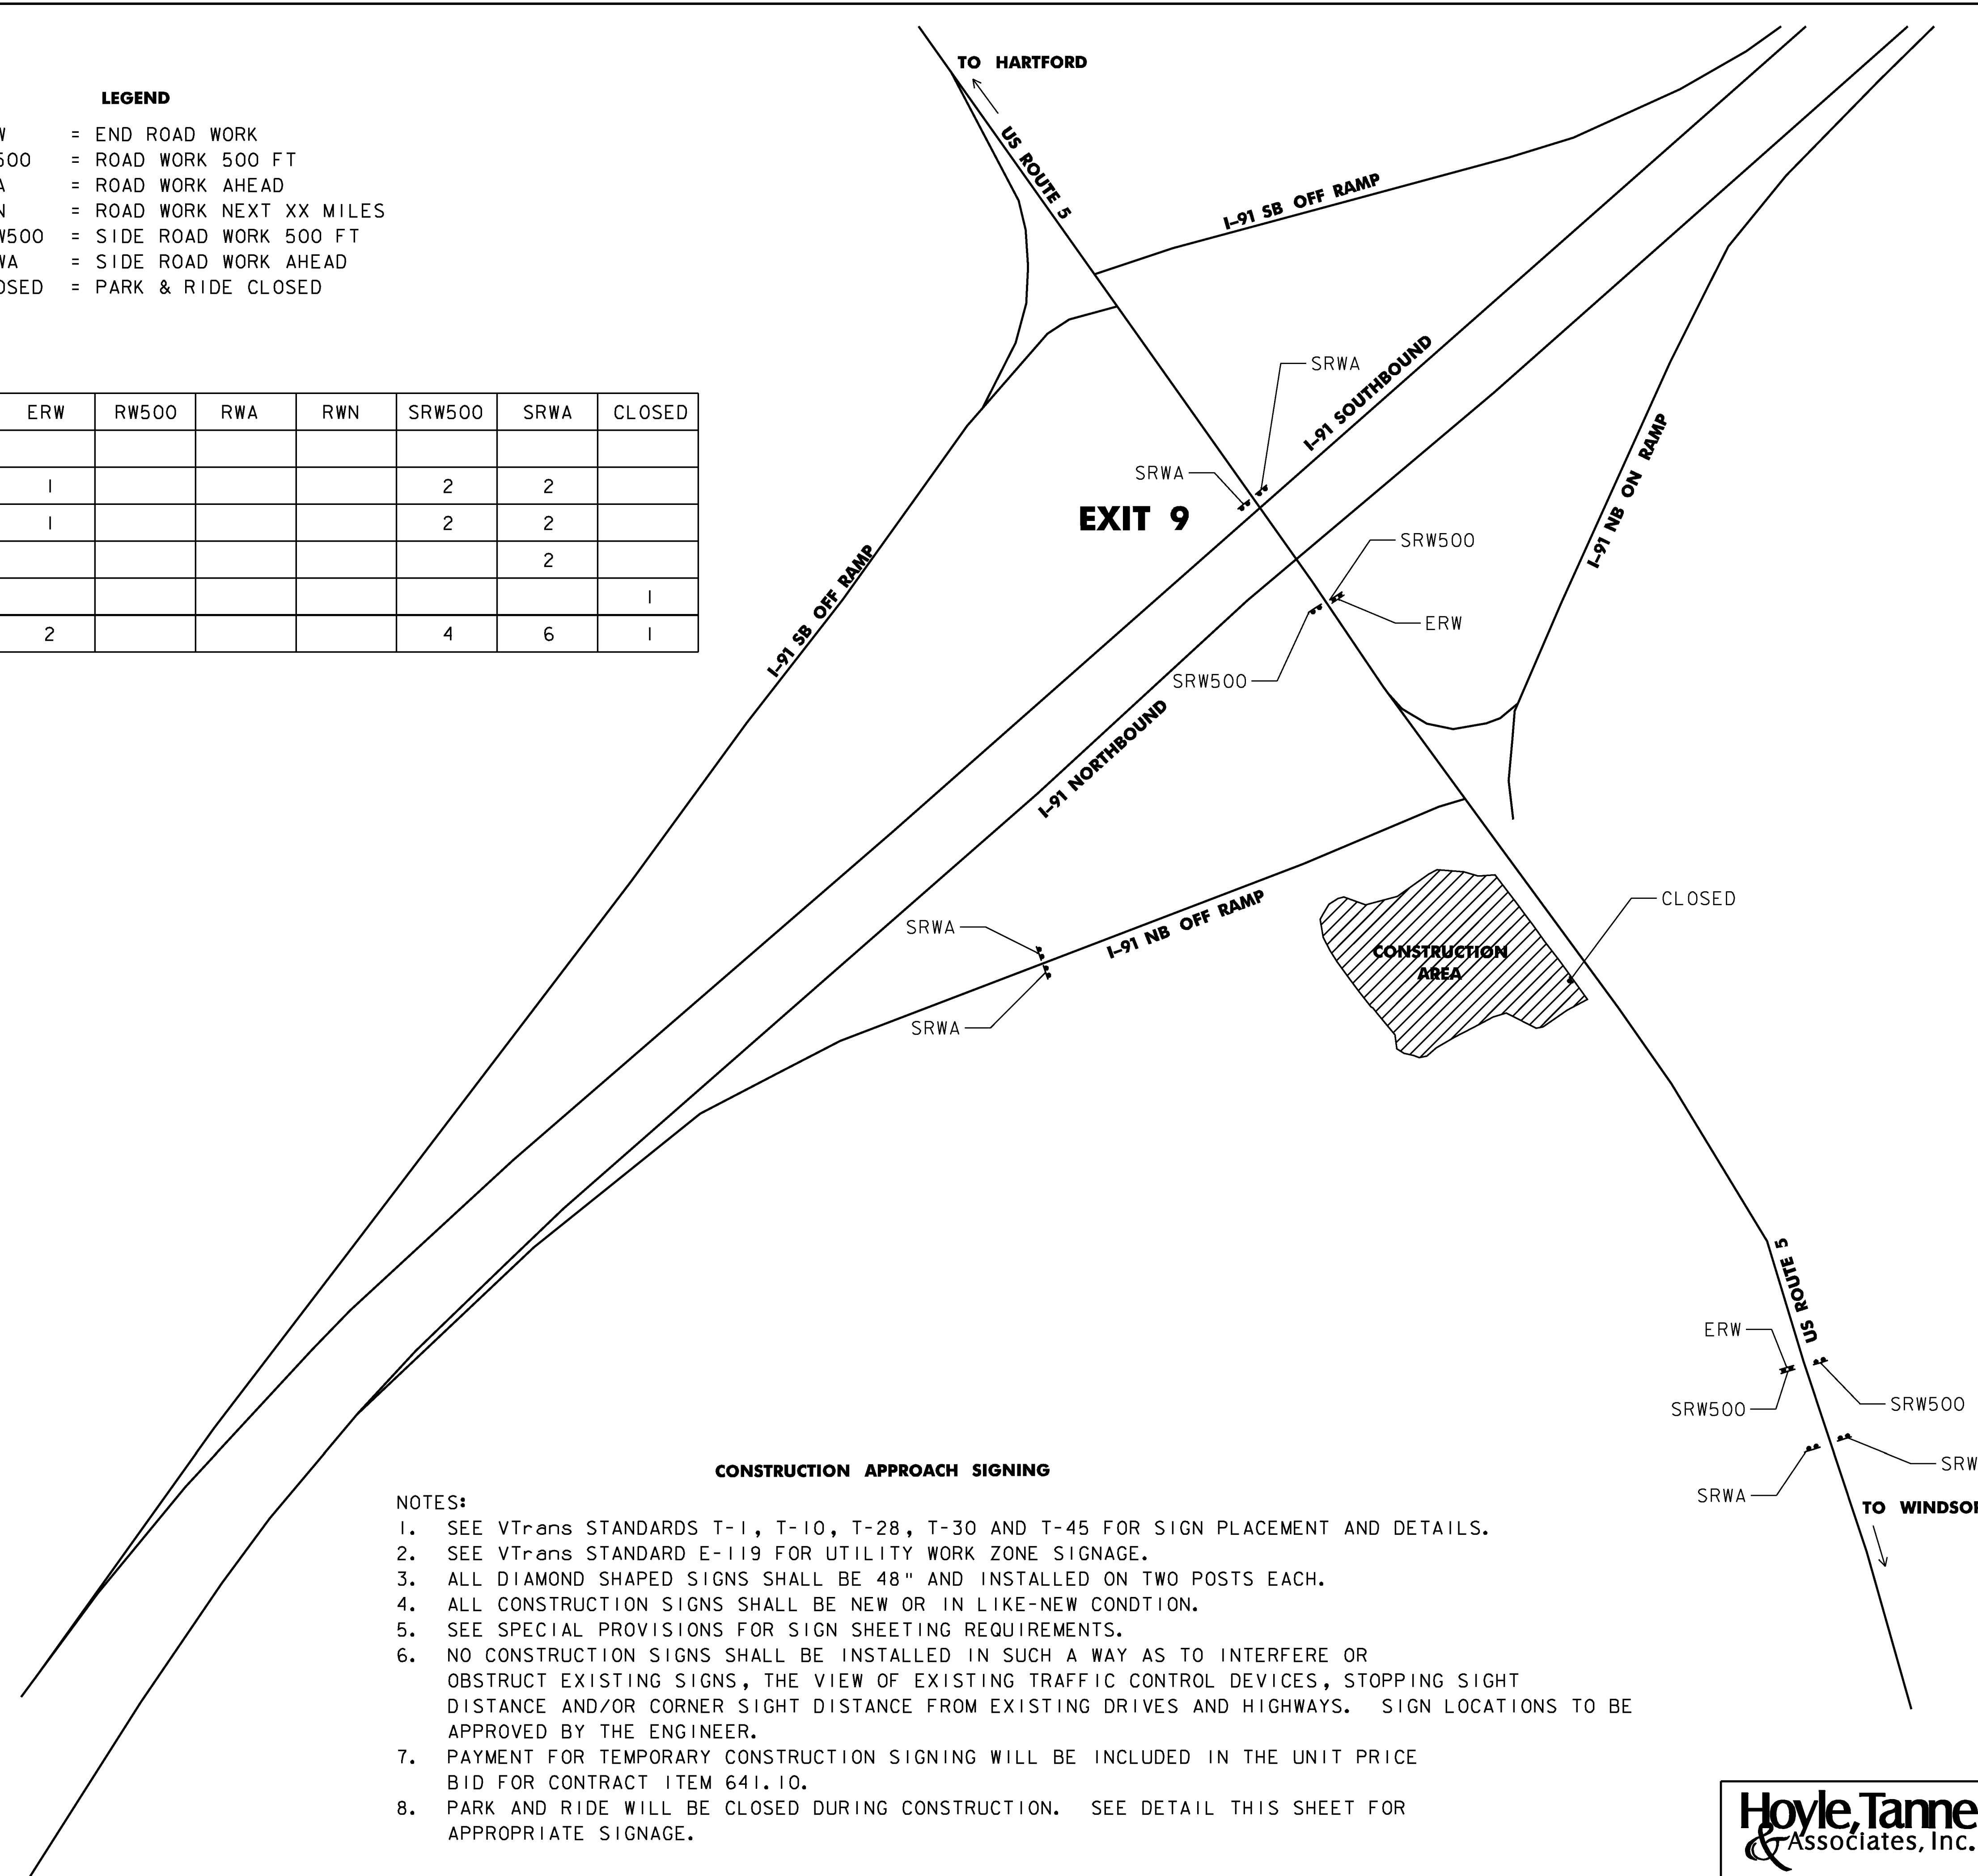 LEGEND
= END ROAD WORK
= ROAD WORK 500 FT
= ROAD WORK AHEAD
= ROAD WORK NEXT XX MILES
= SIDE ROAD WORK 500 FT
= SIDE ROAD WORK AHEAD
= PARK & RIDE CLOSED
ERW RW500 RWA RWN SRW500 SRWA CLOSED
1 2 2
1 2 2
2
1
2 4 6 1
TO HARTFORD
US ROUTE 5
I-91 SB OFF RAMP
SRWA
I-91 SOUTHBOUND
SRWA
EXIT 9
I-91 NB ON RAMP
SRW500
ERW
SRW500
I-91 SB OFF RAMP
I-91 NORTHBOUND
CLOSED
SRWA
I-91 NB OFF RAMP
CONSTRUCTION
AREA
SRWA
US ROUTE 5
ERW
SRW500
SRW500
SRWA
TO
CONSTRUCTION APPROACH SIGNING
NOTES:
1. SEE VTrans STANDARDS T-1, T-10, T-28, T-30 AND T-45 FOR SIGN PLACEMENT AND DETAILS.
2. SEE VTrans STANDARD E-119 FOR UTILITY WORK ZONE SIGNAGE.
3. ALL DIAMOND SHAPED SIGNS SHALL BE 48" AND INSTALLED ON TWO POSTS EACH.
4. ALL CONSTRUCTION SIGNS SHALL BE NEW OR IN LIKE-NEW CONDTION.
5. SEE SPECIAL PROVISIONS FOR SIGN SHEETING REQUIREMENTS.
6. NO CONSTRUCTION SIGNS SHALL BE INSTALLED IN SUCH A WAY AS TO INTERFERE OR
OBSTRUCT EXISTING SIGNS, THE VIEW OF EXISTING TRAFFIC CONTROL DEVICES, STOPPING SIGHT
DISTANCE AND/OR CORNER SIGHT DISTANCE FROM EXISTING DRIVES AND HIGHWAYS. SIGN LOCATIONS TO BE
APPROVED BY THE ENGINEER.
7. PAYMENT FOR TEMPORARY CONSTRUCTION SIGNING WILL BE INCLUDED IN THE UNIT PRICE
BID FOR CONTRACT ITEM 641.10.
8. PARK AND RIDE WILL BE CLOSED DURING CONSTRUCTION. SEE DETAIL THIS SHEET FOR
APPROPRIATE SIGNAGE.
Hoyle, Tanne
& Associates, Inc.